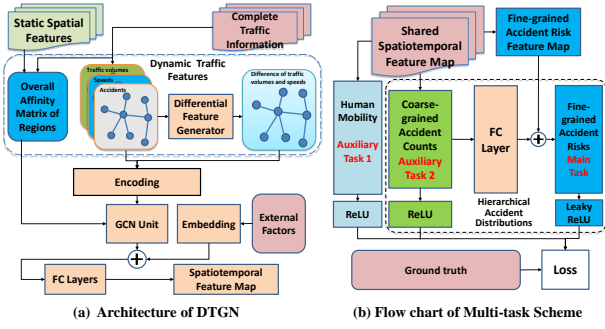 Static Spatial
Features
Complete
Traffic
Information
Dynamic Traffic
Features
Overall
Affinity
Matrix of
Regions
Traffic volumes
Speeds
Accidents
Differential
Feature
Generator
Difference of traffic
volumes and speeds
Encoding
GCN Unit
Embedding
External
Factors
FC Layers
Spatiotemporal
Feature Map
(a) Architecture of DTGN
Shared
Spatiotemporal
Feature Map
Fine-grained
Accident Risk
Feature Map
Human
Mobility
Auxiliary
Task 1
Coarse-
grained
Accident
Counts
Auxiliary
Task 2
FC
Layer
Fine-
grained
Accident
Risks
Main
Task
Hierarchical
Accident
Distributions
ReLU
ReLU
Leaky
ReLU
Ground truth
Loss
(b) Flow chart of Multi-task Scheme